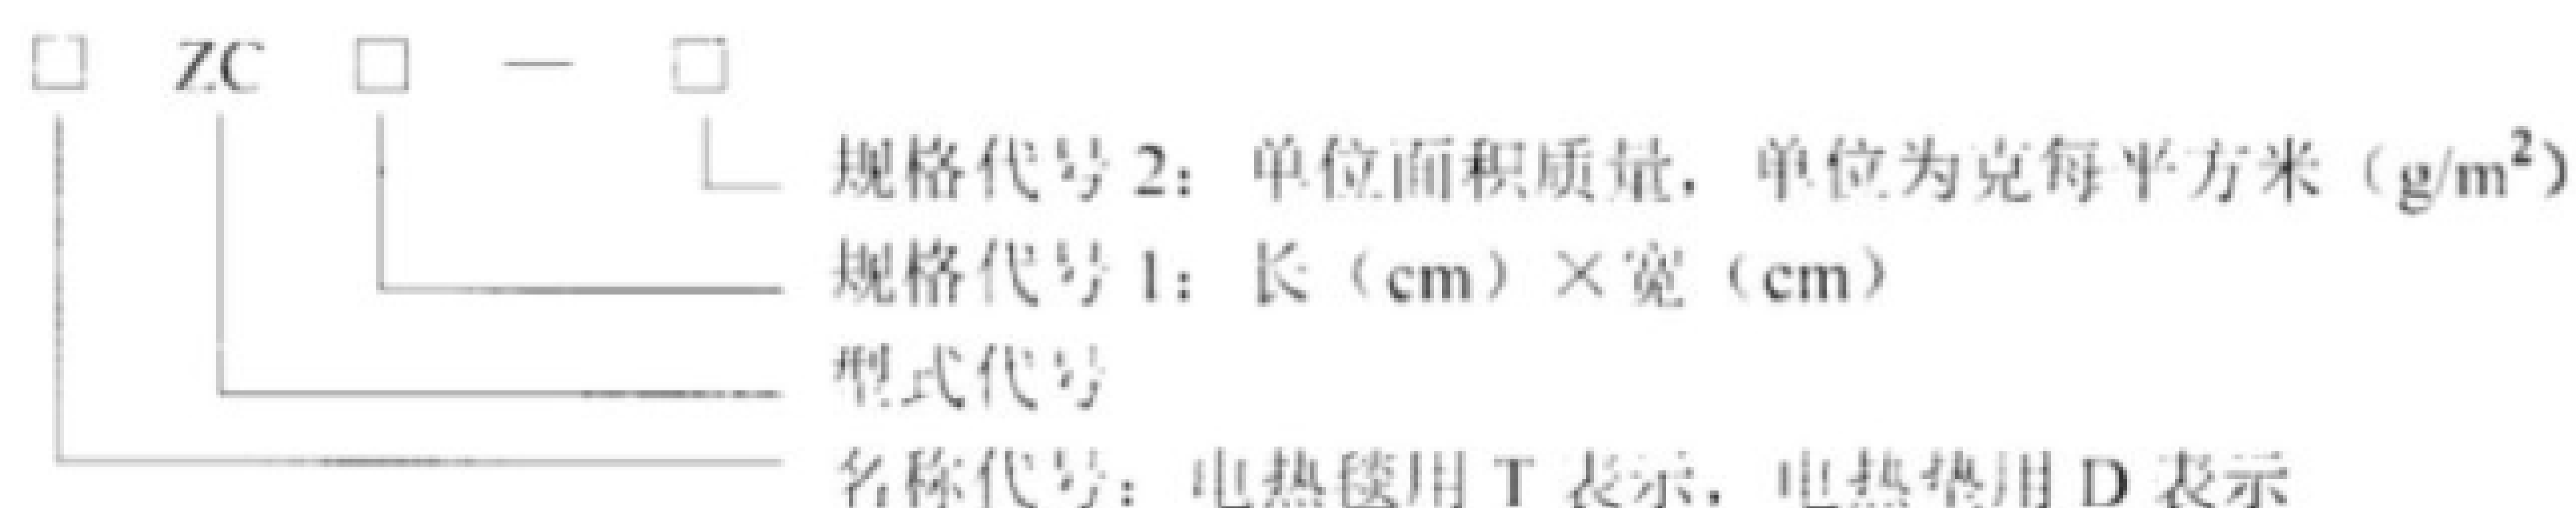 □ ZC □ — □
规格代号 2：单位面积质量，单位为克每平方米（g/m²）
规格代号 1：长（cm）×宽（cm）
型式代号
名称代号：电热毯用 T 表示，电热垫用 D 表示